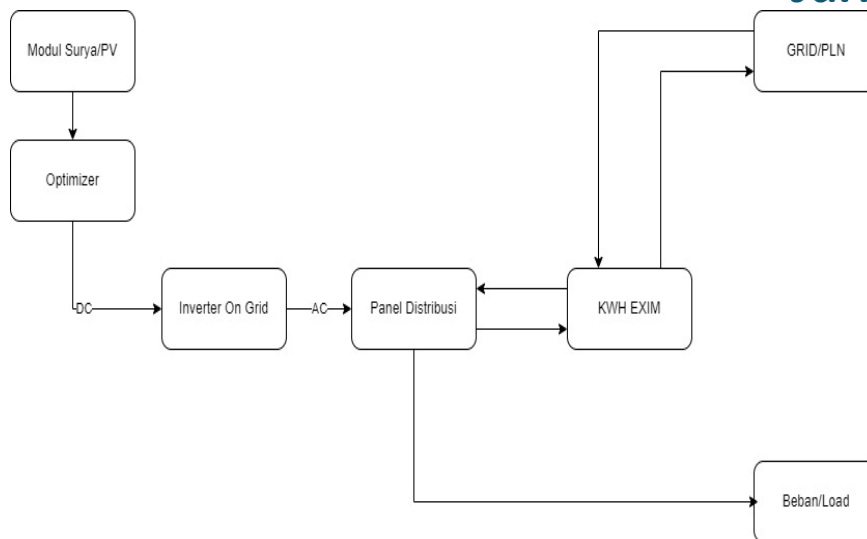 Modul Surya/PV
GRID/PLN
Optimizer
DC
Inverter On Grid
AC
Panel Distribusi
KWH EXIM
Beban/Load